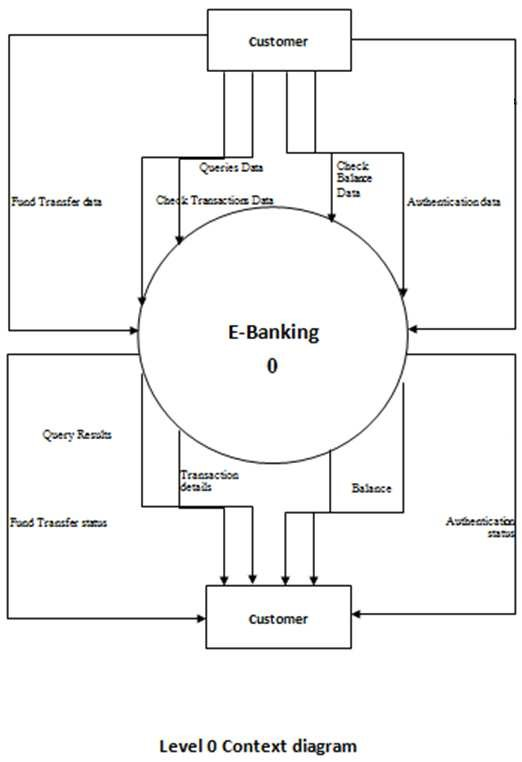 Customer
Queries Data
Check
Balance
Data
Fund Transfer data
Check Transactions Data
Authentication data
E-Banking
0
Query Results
Transaction
details
Balance
Fund Transfer status
Authentication
status
Customer
Level 0 Context diagram